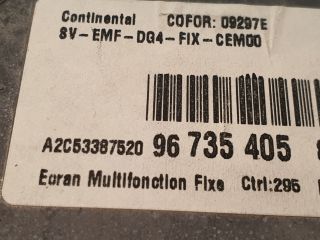 Continental COFOR: 09297E
SV-EMF-DG4-FIX-CEM00
A2C53387520 96 735 405
Ecran Multifonction Fixe Ctrl:295